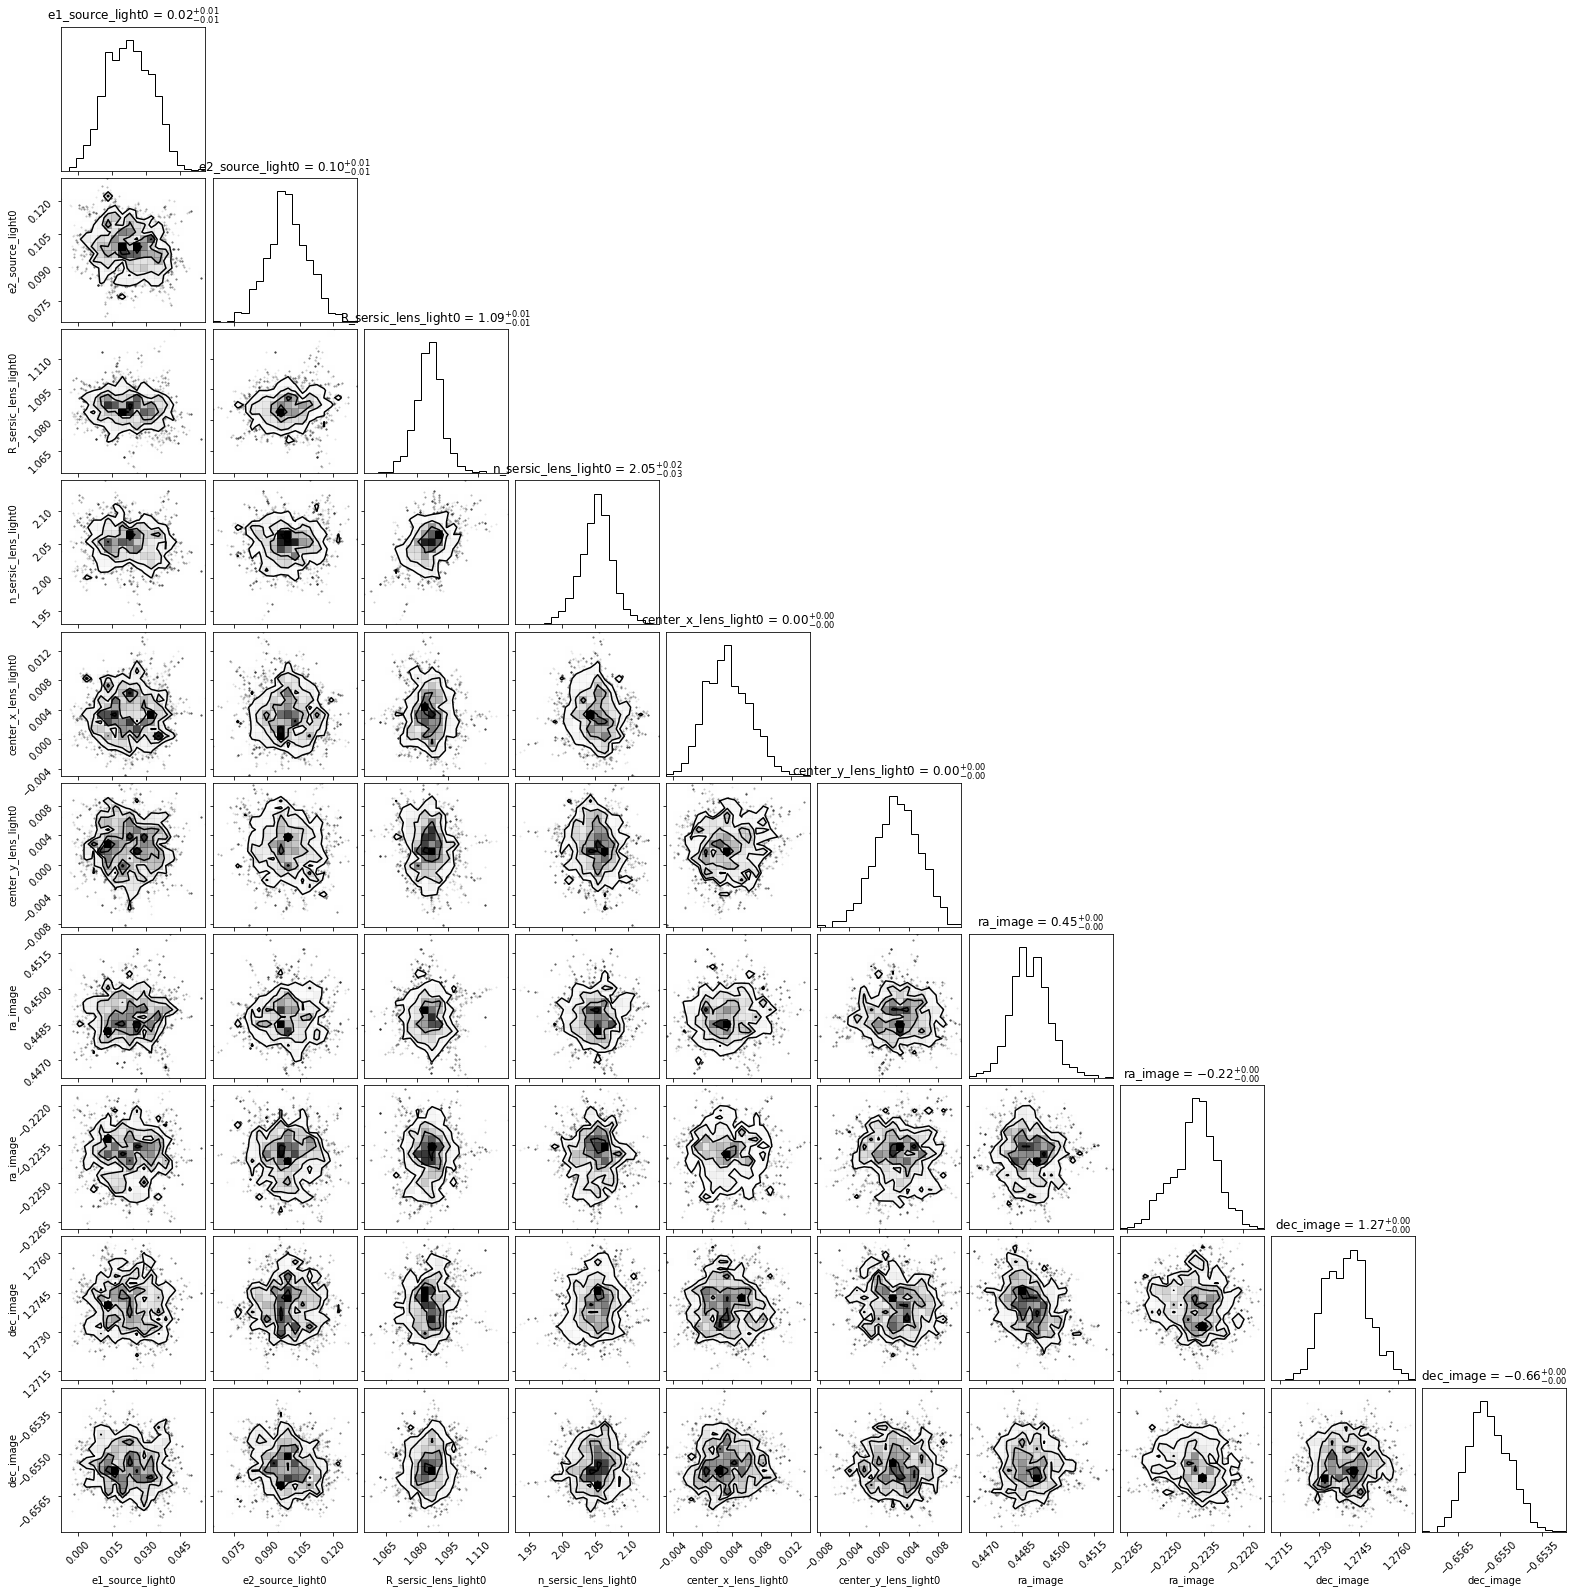 e1_source_light0 = 0.02+0.01 −0.01
e2_source_light0 = 0.10+0.01 −0.01
0.120
0.105
0.090
0.075
e2_source_light0
R_sersic_lens_light0 = 1.09+0.01 −0.01
1.110
1.095
1.080
1.065
R_sersic_lens_light0
n_sersic_lens_light0 = 2.05+0.02 −0.03
2.10
2.05
2.00
1.95
n_sersic_lens_light0
center_x_lens_light0 = 0.00+0.00 −0.00
0.012
0.008
0.004
0.000
−0.004
center_x_lens_light0
center_y_lens_light0 = 0.00+0.00 −0.00
0.008
0.004
0.000
−0.004
−0.008
center_y_lens_light0
ra_image = 0.45+0.00 −0.00
0.4515
0.4500
0.4485
0.4470
ra_image
ra_image = −0.22+0.00 −0.00
−0.2220
−0.2235
−0.2250
−0.2265
ra_image
dec_image = 1.27+0.00 −0.00
1.2760
1.2745
1.2730
1.2715
dec_image
dec_image = −0.66+0.00 −0.00
−0.6535
−0.6550
−0.6565
dec_image
0.000 0.015 0.030 0.045 0.075 0.090 0.105 0.120 1.065 1.080 1.095 1.110 1.95 2.00 2.05 2.10 −0.004 0.000 0.004 0.008 0.012 −0.008 −0.004 0.000 0.004 0.008 0.4470 0.4485 0.4500 0.4515 −0.2265 −0.2250 −0.2235 −0.2220 1.2715 1.2730 1.2745 1.2760 −0.6565 −0.6550 −0.6535
e1_source_light0 e2_source_light0 R_sersic_lens_light0 n_sersic_lens_light0 center_x_lens_light0 center_y_lens_light0 ra_image ra_image dec_image dec_image